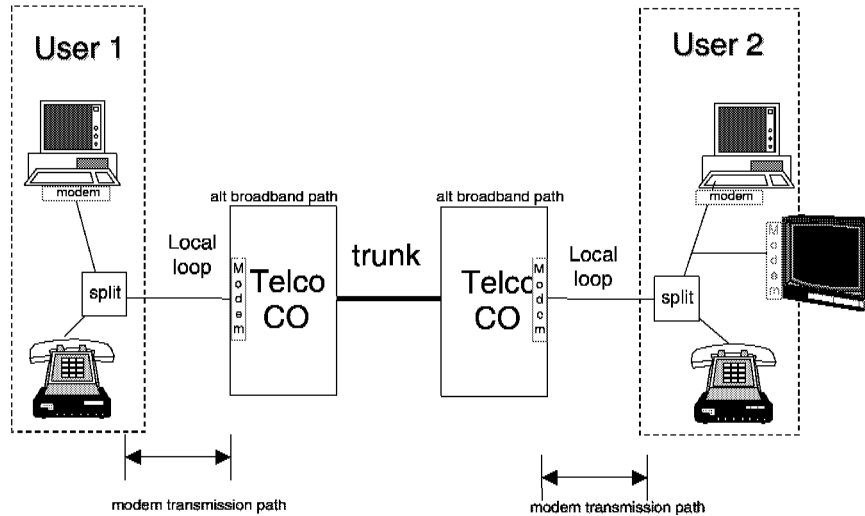 User 1
User 2
modem
modem
alt broadband path
alt broadband path
Local
loop
M
o
d
e
m
Telco
CO
trunk
Telco
CO
M
o
d
e
m
Local
loop
M
o
d
e
m
split
split
modem transmission path
modem transmission path